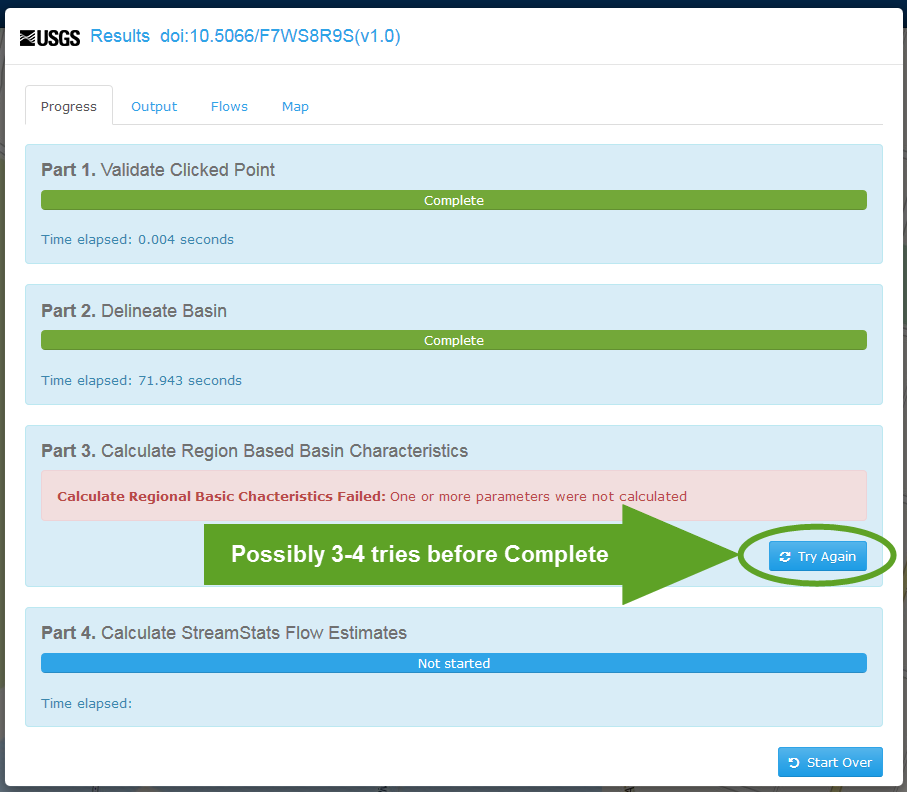 USGS Results doi:10.5066/F7WS8R9S(v1.0)
Progress Output Flows Map
Part 1. Validate Clicked Point
Complete
Time elapsed: 0.004 seconds
Part 2. Delineate Basin
Complete
Time elapsed: 71.943 seconds
Part 3. Calculate Region Based Basin Characteristics
Calculate Regional Basic Chacteristics Failed: One or more parameters were not calculated
Possibly 3-4 tries before Complete
Try Again
Part 4. Calculate StreamStats Flow Estimates
Not started
Time elapsed:
Start Over